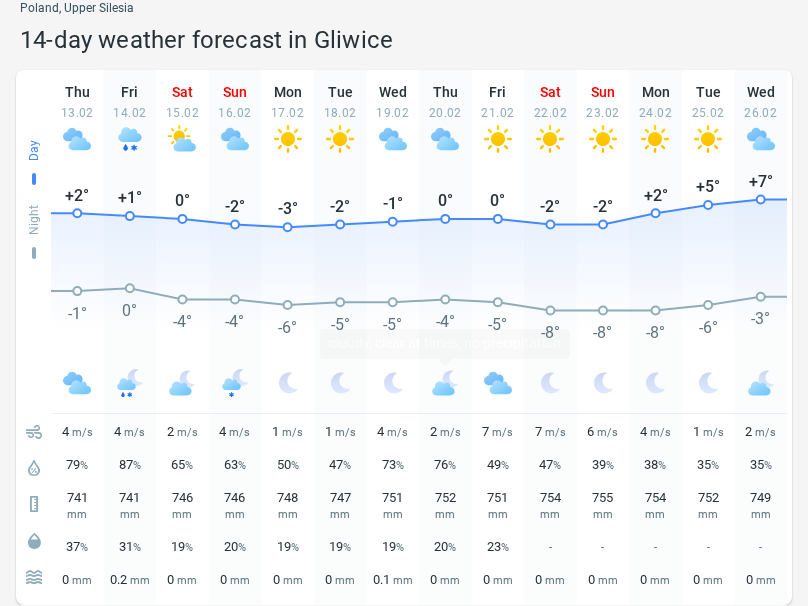 Poland, Upper Silesia
14-day weather forecast in Gliwice
Thu Fri Sat Sun Mon Tue Wed Thu Fri Sat Sun Mon Tue Wed
13.02 14.02 15.02 16.02 17.02 18.02 19.02 20.02 21.02 22.02 23.02 24.02 25.02 26.02
Day
+2° +1° 0° -2° -3° -2° -1° 0° 0° -2° -2° +2° +5° +7°
Night
-1° 0° -4° -4° -6° -5° -5° -4° -5° -8° -8° -8° -6° -3°
4 m/s 4 m/s 2 m/s 4 m/s 1 m/s 1 m/s 4 m/s 2 m/s 7 m/s 7 m/s 6 m/s 4 m/s 1 m/s 2 m/s
79% 87% 65% 63% 50% 47% 73% 76% 49% 47% 39% 38% 35% 35%
741 741 746 746 748 747 751 752 751 754 755 754 752 749
mm mm mm mm mm mm mm mm mm mm mm mm mm mm
37% 31% 19% 20% 19% 19% 19% 20% 23% - - - - -
0 mm 0.2 mm 0 mm 0 mm 0 mm 0 mm 0.1 mm 0 mm 0 mm 0 mm 0 mm 0 mm 0 mm 0 mm